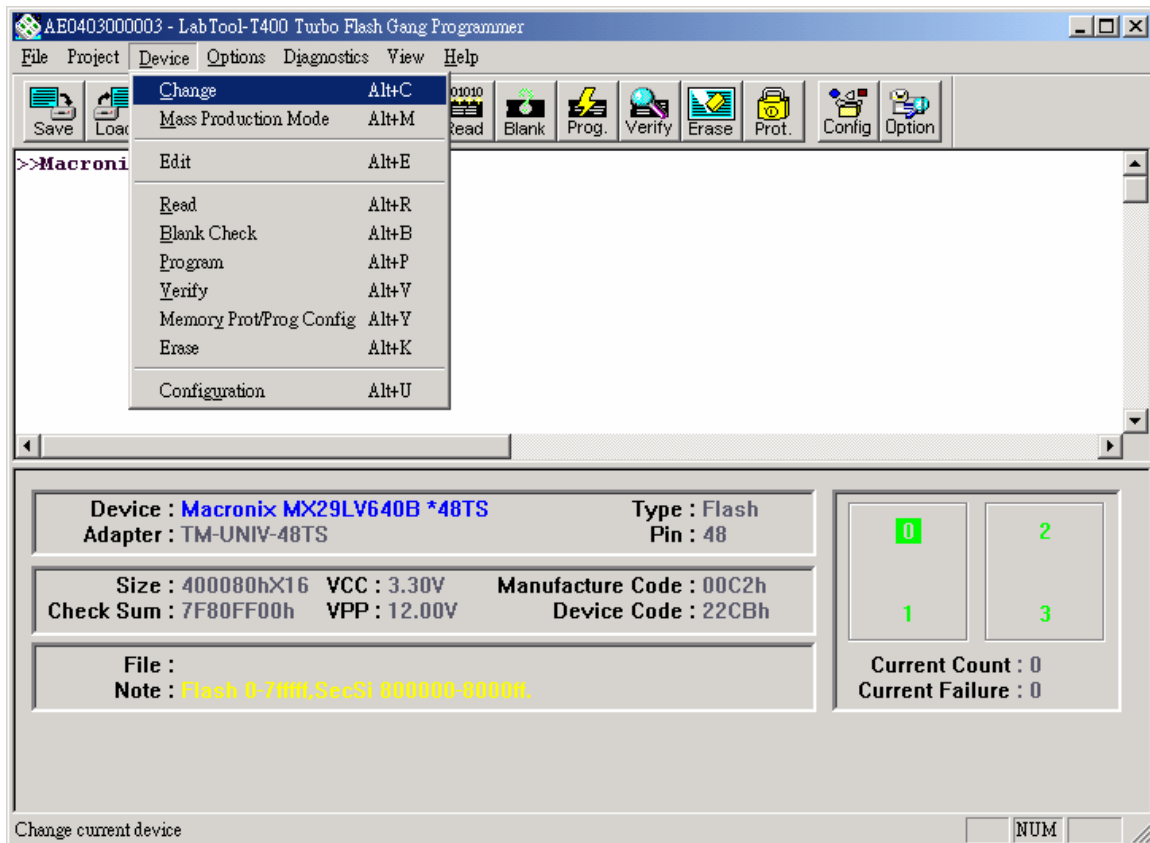 AE0403000003 - LabTool-T400 Turbo Flash Gang Programmer
File Project Device Options Diagnostics View Help
Save Load Read Blank Prog. Verify Erase Prot. Config Option
01010
Change Alt+C
Mass Production Mode Alt+M
Edit Alt+E
Read Alt+R
Blank Check Alt+B
Program Alt+P
Verify Alt+V
Memory Prot/Prog Config Alt+Y
Erase Alt+K
Configuration Alt+U
>>Macroni
Device : Macronix MX29LV640B *48TS Type : Flash
Adapter : TM-UNIV-48TS Pin : 48
Size : 400080hX16 VCC : 3.30V Manufacture Code : 00C2h
Check Sum : 7F80FF00h VPP : 12.00V Device Code : 22CBh
File :
Note : Flash 0-7fffff,SecSi 800000-8000ff.
0 2
1 3
Current Count : 0
Current Failure : 0
Change current device NUM